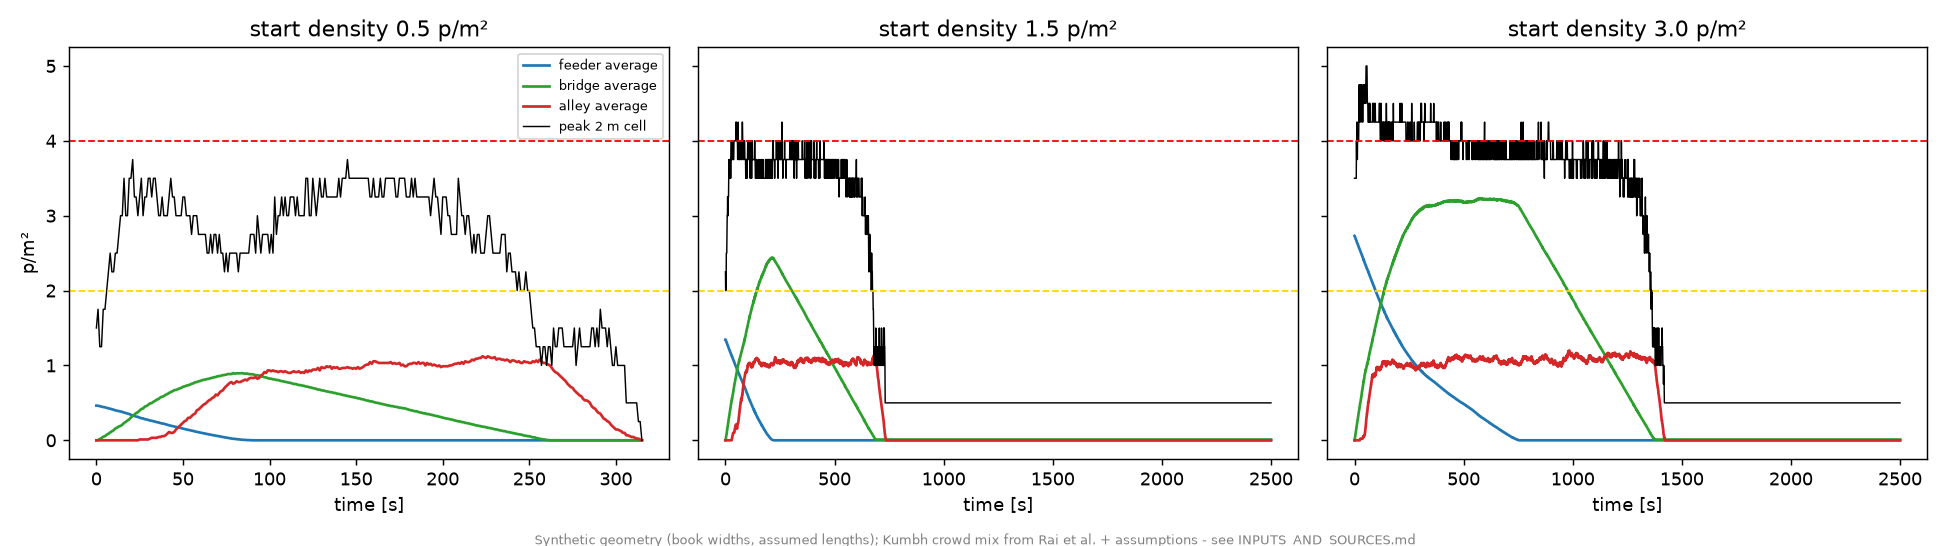 start density 0.5 p/m²
start density 1.5 p/m²
start density 3.0 p/m²
feeder average
bridge average
alley average
peak 2 m cell
p/m²
5
4
3
2
1
0
0 50 100 150 200 250 300
0 500 1000 1500 2000 2500
0 500 1000 1500 2000 2500
time [s]
time [s]
time [s]
Synthetic geometry (book widths, assumed lengths); Kumbh crowd mix from Rai et al. + assumptions - see INPUTS_AND_SOURCES.md